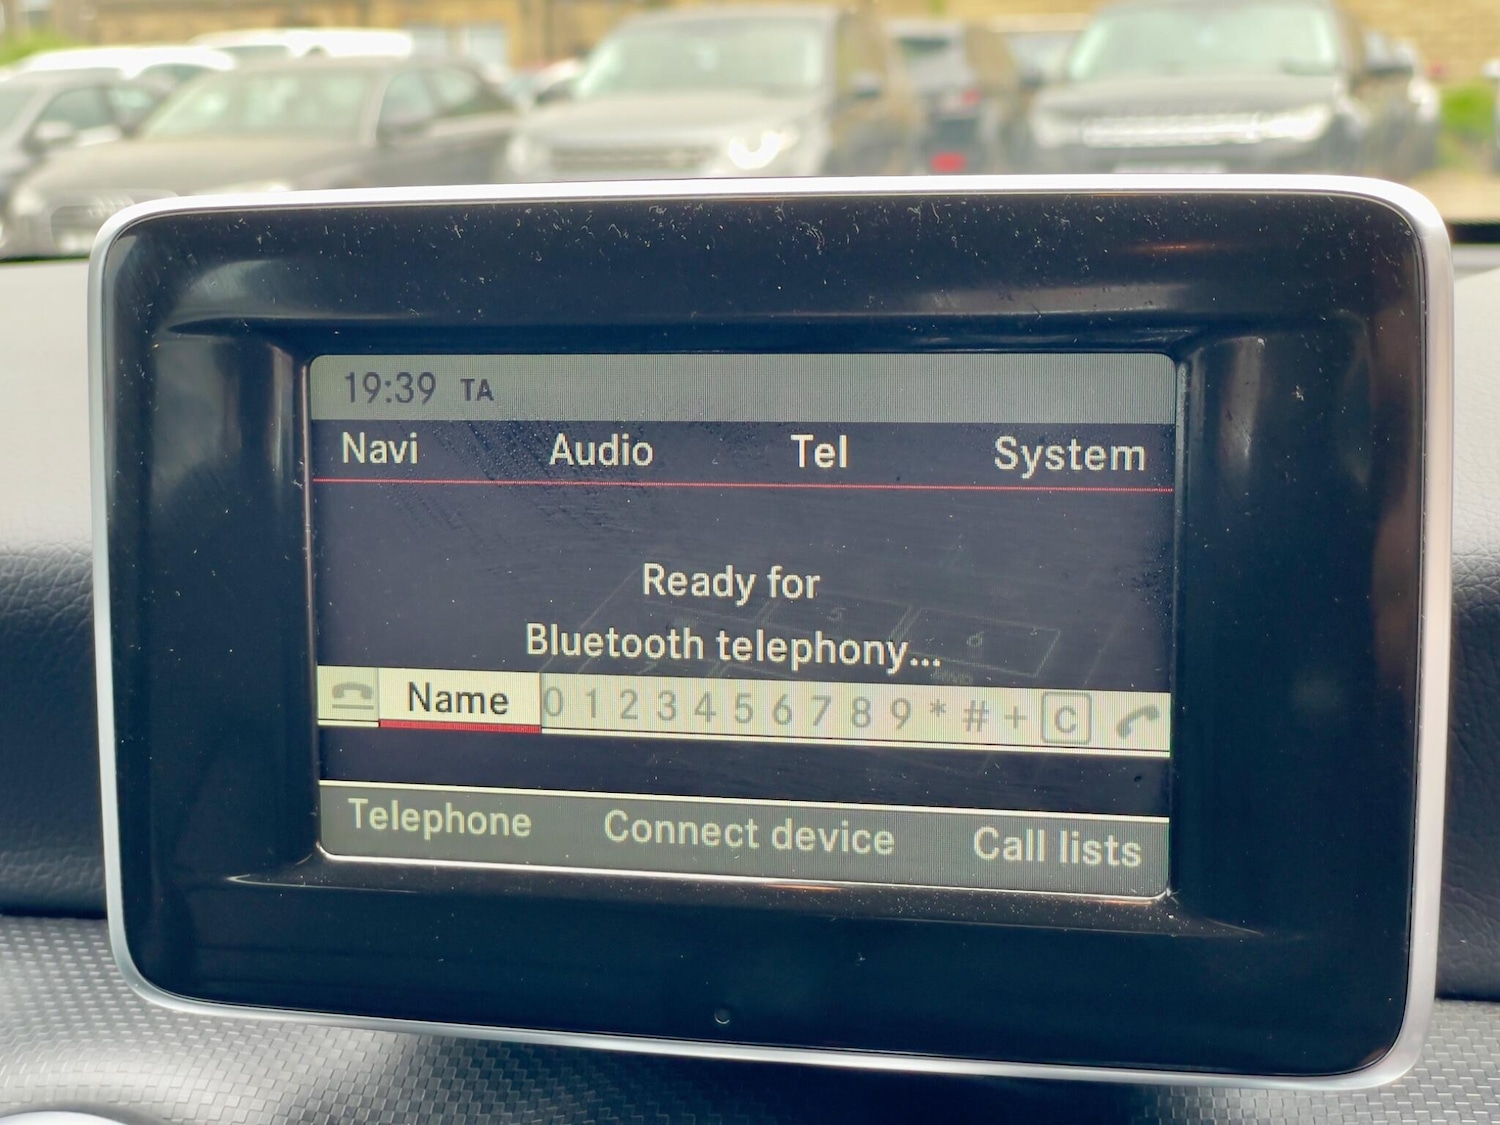 19:39 TA
Navi Audio Tel System
Ready for
Bluetooth telephony...
Name 0 1 2 3 4 5 6 7 8 9 * # + C
Telephone Connect device Call lists